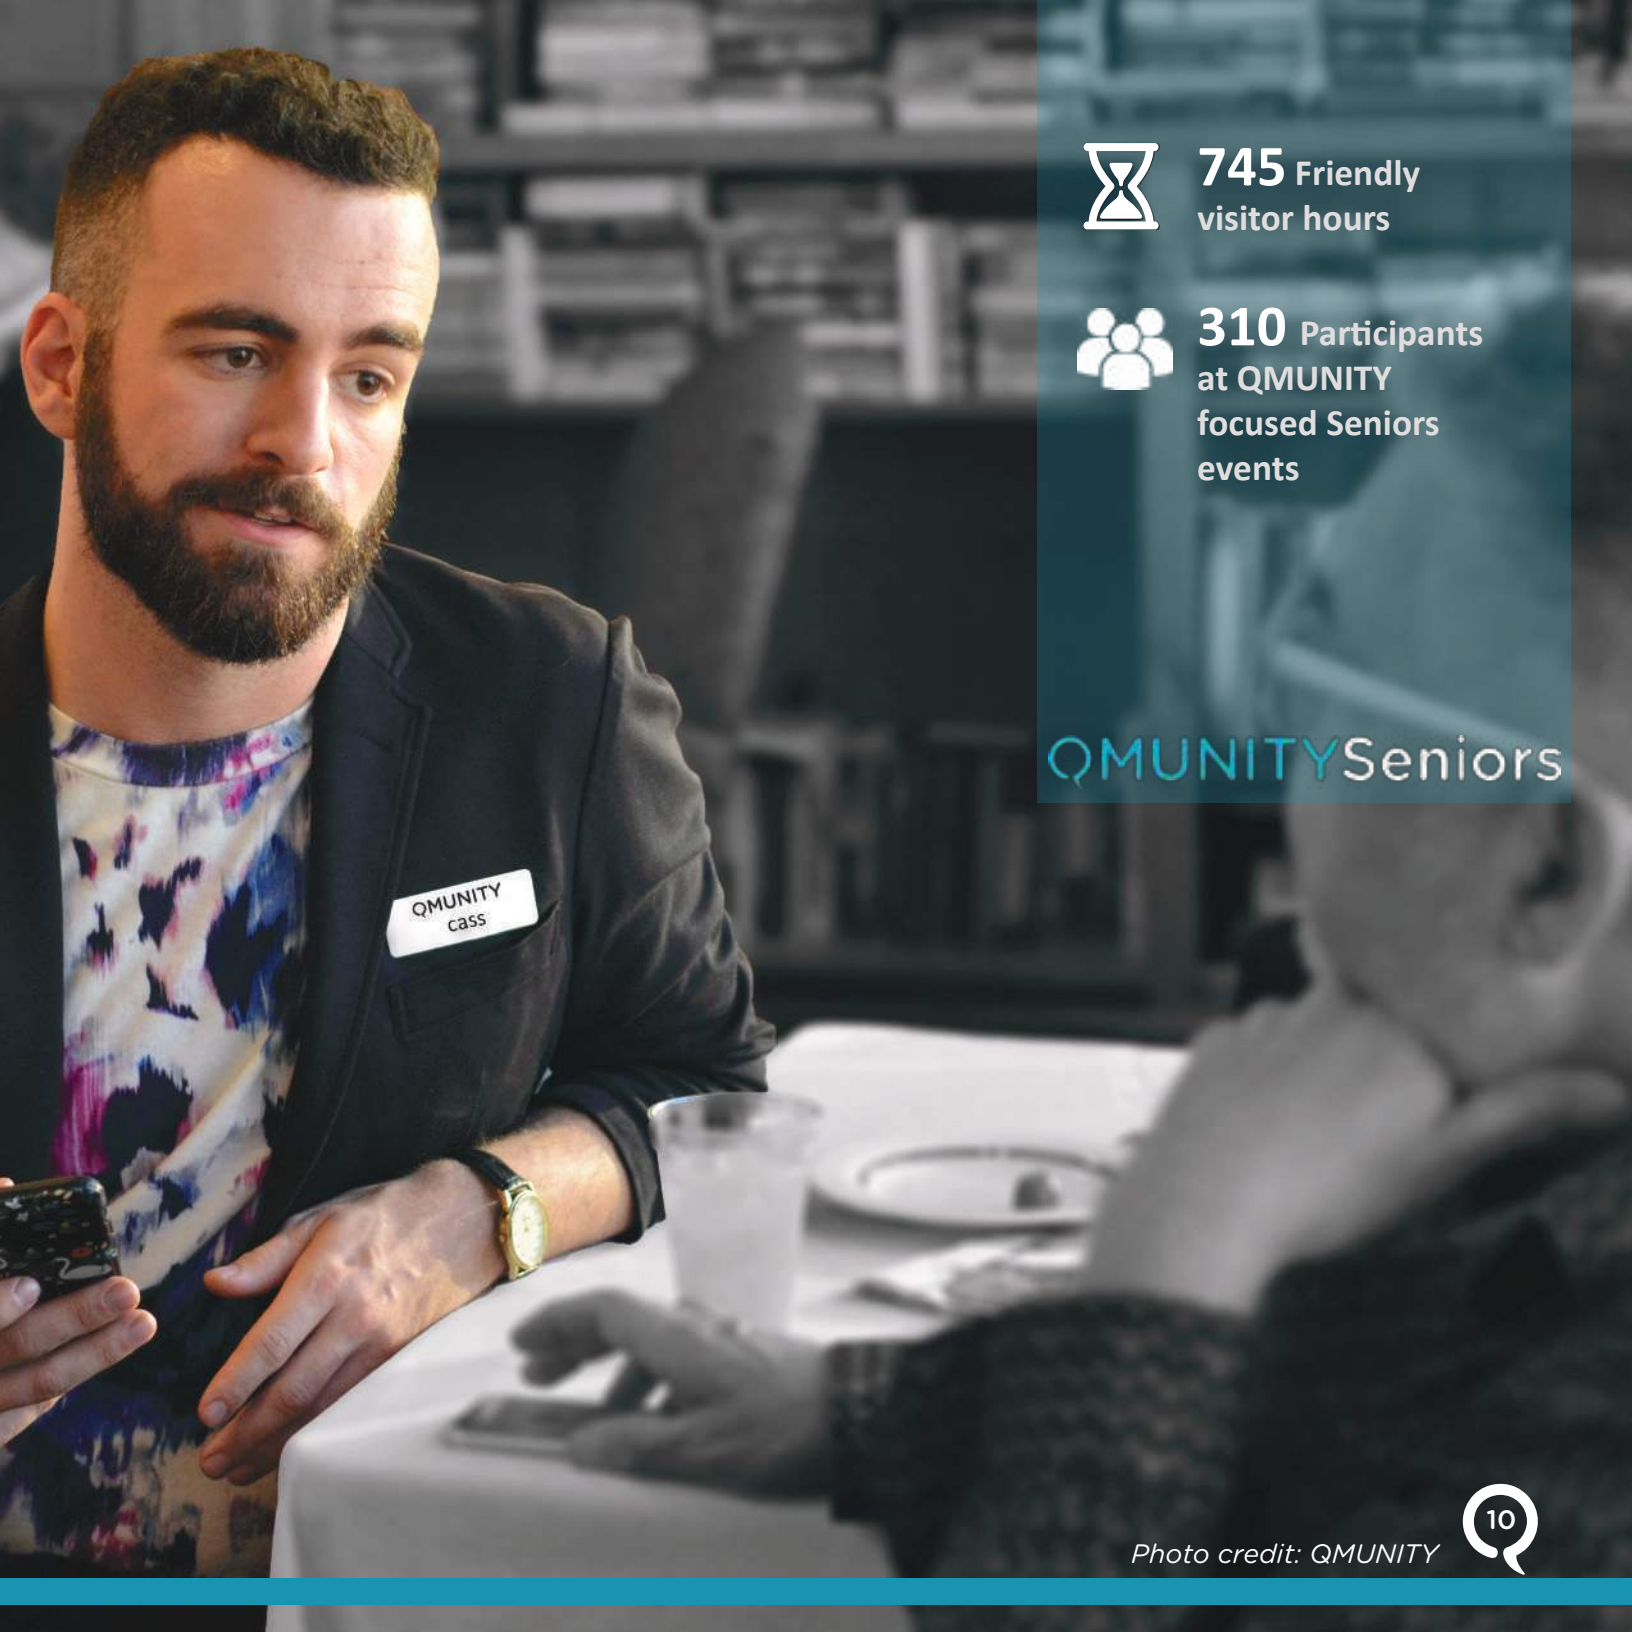 745 Friendly
visitor hours
310 Participants
at QMUNITY
focused Seniors
events
QMUNITYSeniors
QMUNITY
cass
10
Photo credit: QMUNITY